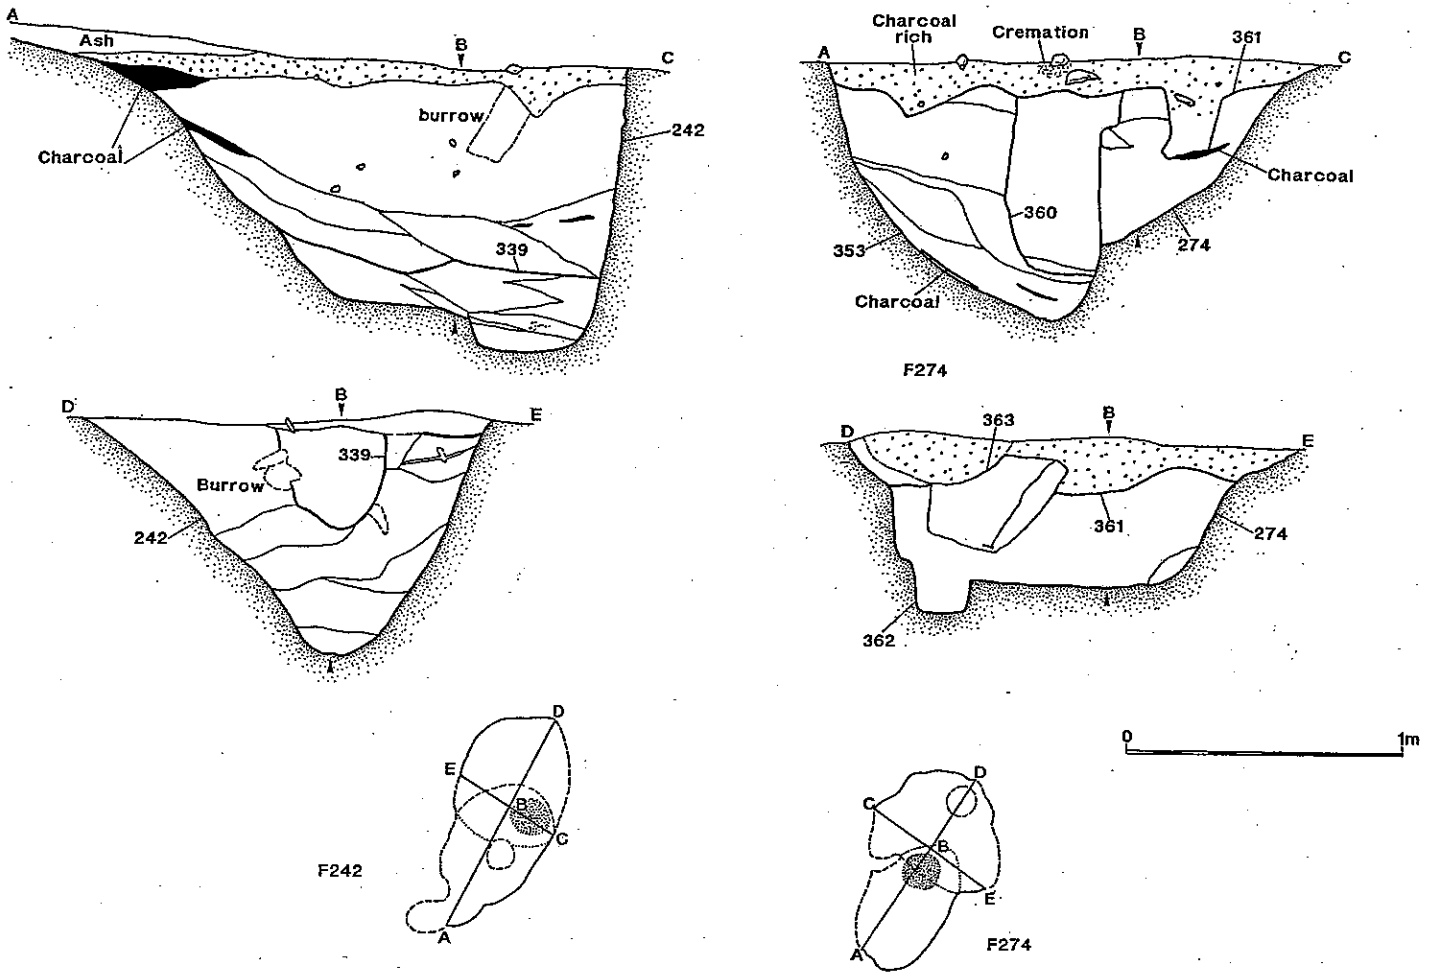 A
Ash
B
C
burrow
242
Charcoal
339
Charcoal
rich
Cremation
B
361
A
C
Charcoal
360
353
274
Charcoal
F274
D
B
E
339
Burrow
242
D
363
B
E
361
274
362
D
E
B
C
F242
A
0
1m
D
C
B
E
A
F274